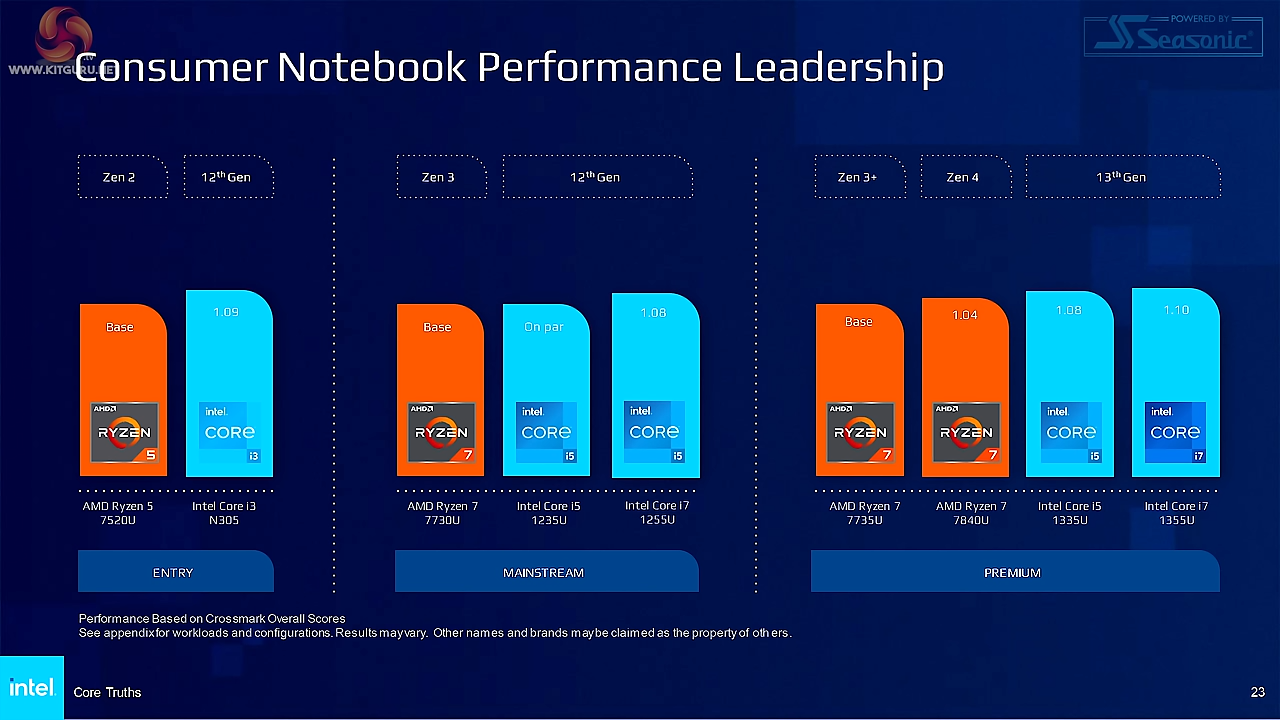 WWW.KITGURU.NET
POWERED BY
Seasonic®
Consumer Notebook Performance Leadership
Zen 2
12th Gen
Zen 3
12th Gen
Zen 3+
Zen 4
13th Gen
Base
1.09
Base
On par
1.08
Base
1.04
1.08
1.10
AMD
RYZEN
5
intel.
CORE
i3
AMD
RYZEN
7
intel.
CORE
i5
intel.
CORE
i5
AMD
RYZEN
7
AMD
RYZEN
7
intel.
CORE
i5
intel.
CORE
i7
AMD Ryzen 5
7520U
Intel Core i3
N305
AMD Ryzen 7
7730U
Intel Core i5
1235U
Intel Core i7
1255U
AMD Ryzen 7
7735U
AMD Ryzen 7
7840U
Intel Core i5
1335U
Intel Core i7
1355U
ENTRY
MAINSTREAM
PREMIUM
Performance Based on Crossmark Overall Scores
See appendix for workloads and configurations. Results may vary. Other names and brands may be claimed as the property of others.
intel.
Core Truths
23